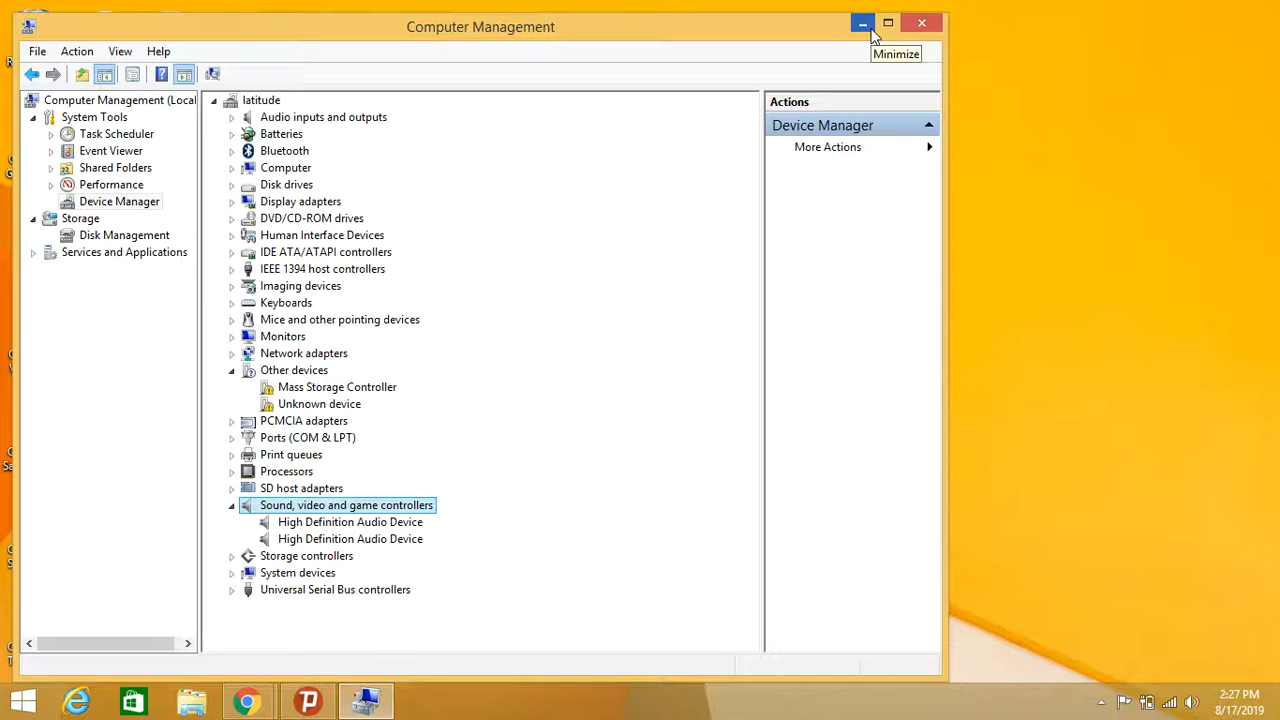 Computer Management
Minimize
File Action View Help
Computer Management (Local
System Tools
Task Scheduler
Event Viewer
Shared Folders
Performance
Device Manager
Storage
Disk Management
Services and Applications
latitude
Audio inputs and outputs
Batteries
Bluetooth
Computer
Disk drives
Display adapters
DVD/CD-ROM drives
Human Interface Devices
IDE ATA/ATAPI controllers
IEEE 1394 host controllers
Imaging devices
Keyboards
Mice and other pointing devices
Monitors
Network adapters
Other devices
Mass Storage Controller
Unknown device
PCMCIA adapters
Ports (COM & LPT)
Print queues
Processors
SD host adapters
Sound, video and game controllers
High Definition Audio Device
High Definition Audio Device
Storage controllers
System devices
Universal Serial Bus controllers
Actions
Device Manager
More Actions
2:27 PM
8/17/2019